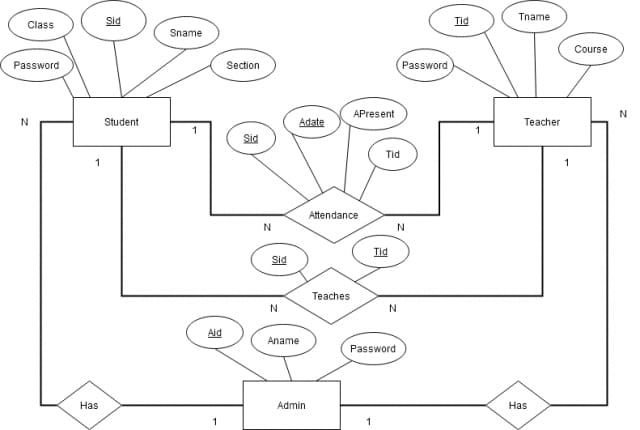 Class
Sid
Sname
Password
Section
Tid
Tname
Course
Password
N
Student
1
1
Sid
Adate
APresent
Tid
1
Teacher
1
N
N
Attendance
N
Sid
Tid
N
Teaches
N
Aid
Aname
Password
Has
1
Admin
1
Has